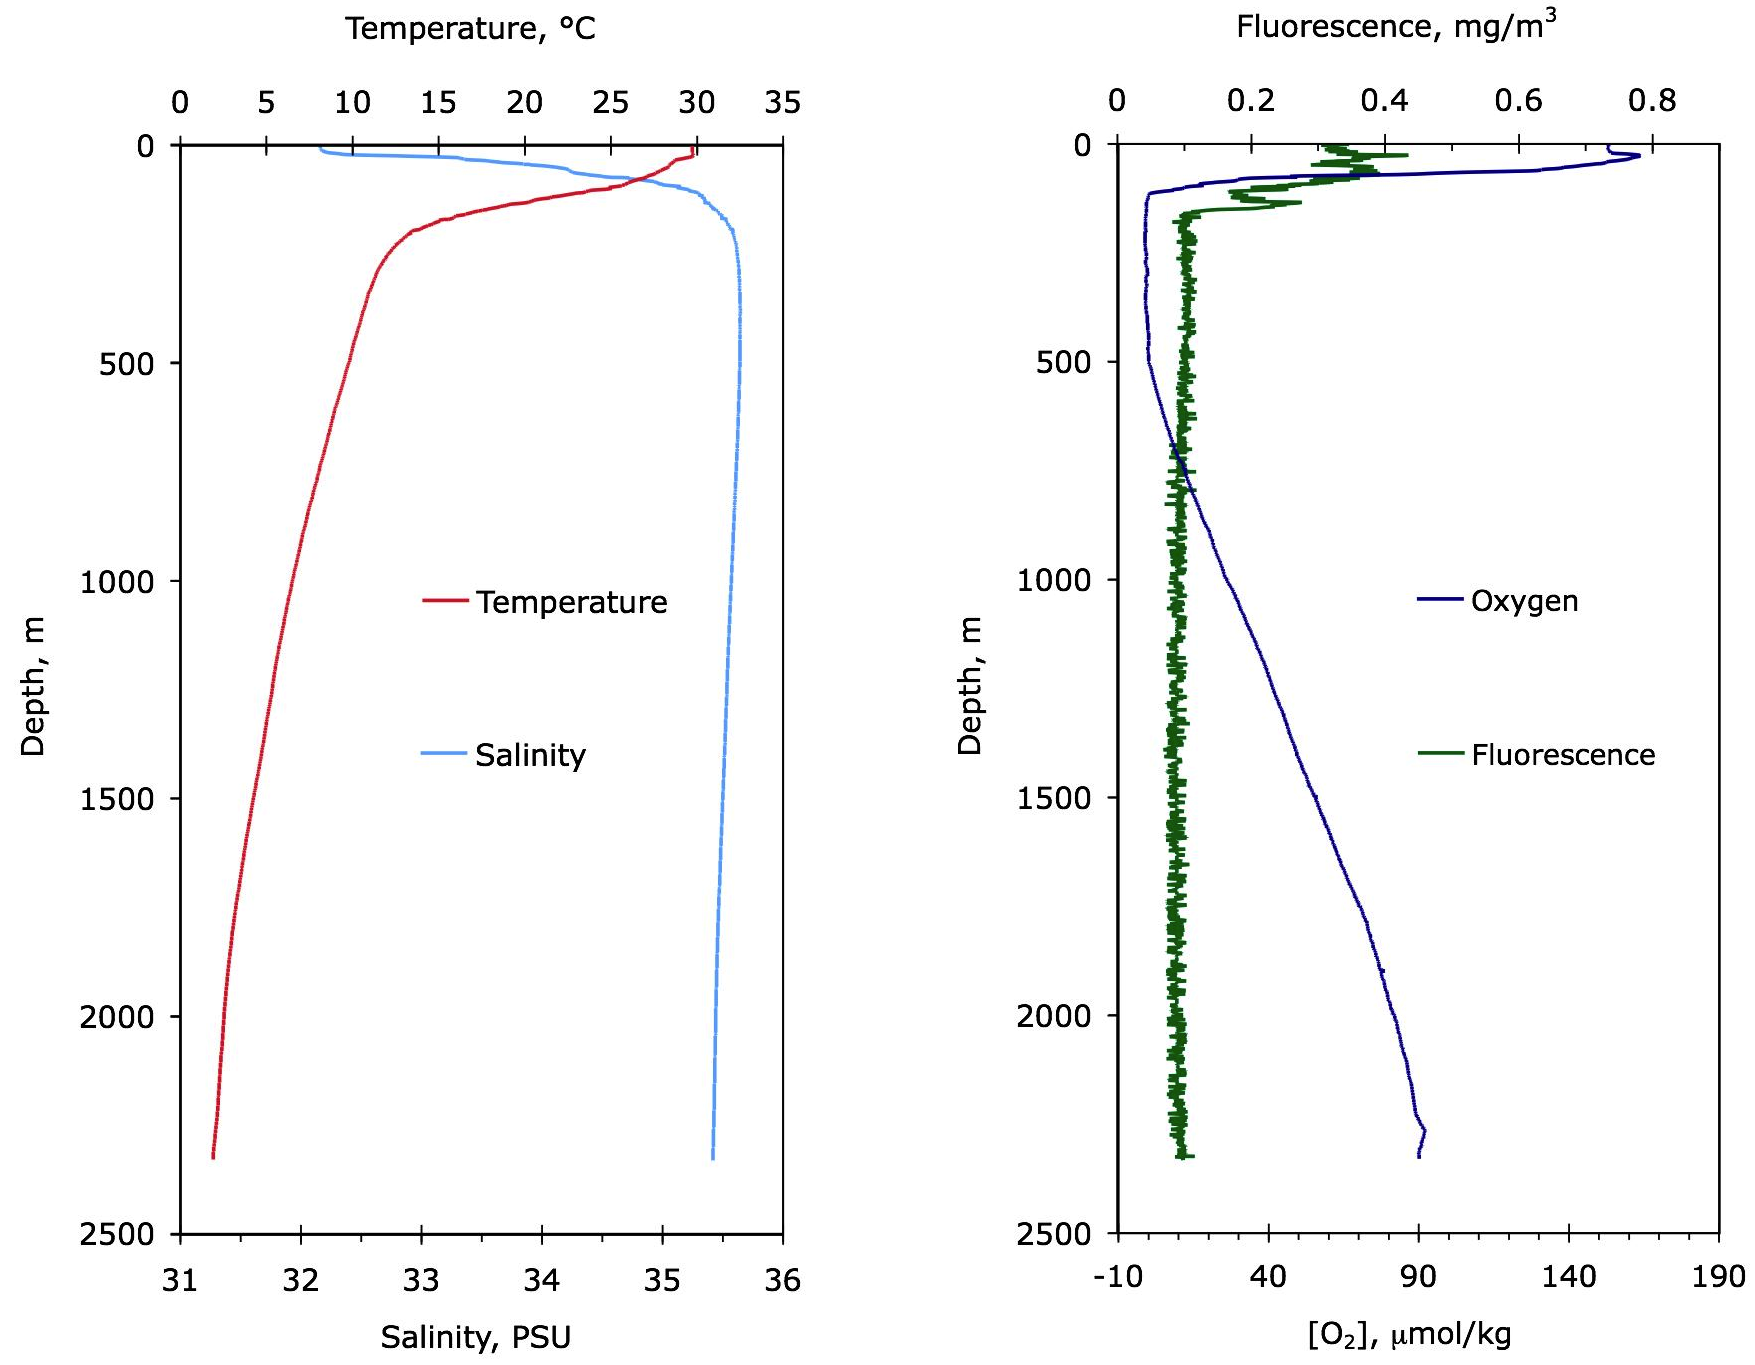 Temperature, °C
0 5 10 15 20 25 30 35
0
500
1000
1500
2000
2500
Depth, m
Temperature
Salinity
31 32 33 34 35 36
Salinity, PSU
Fluorescence, mg/m³
0 0.2 0.4 0.6 0.8
0
500
1000
1500
2000
2500
Depth, m
Oxygen
Fluorescence
-10 40 90 140 190
[O₂], μmol/kg